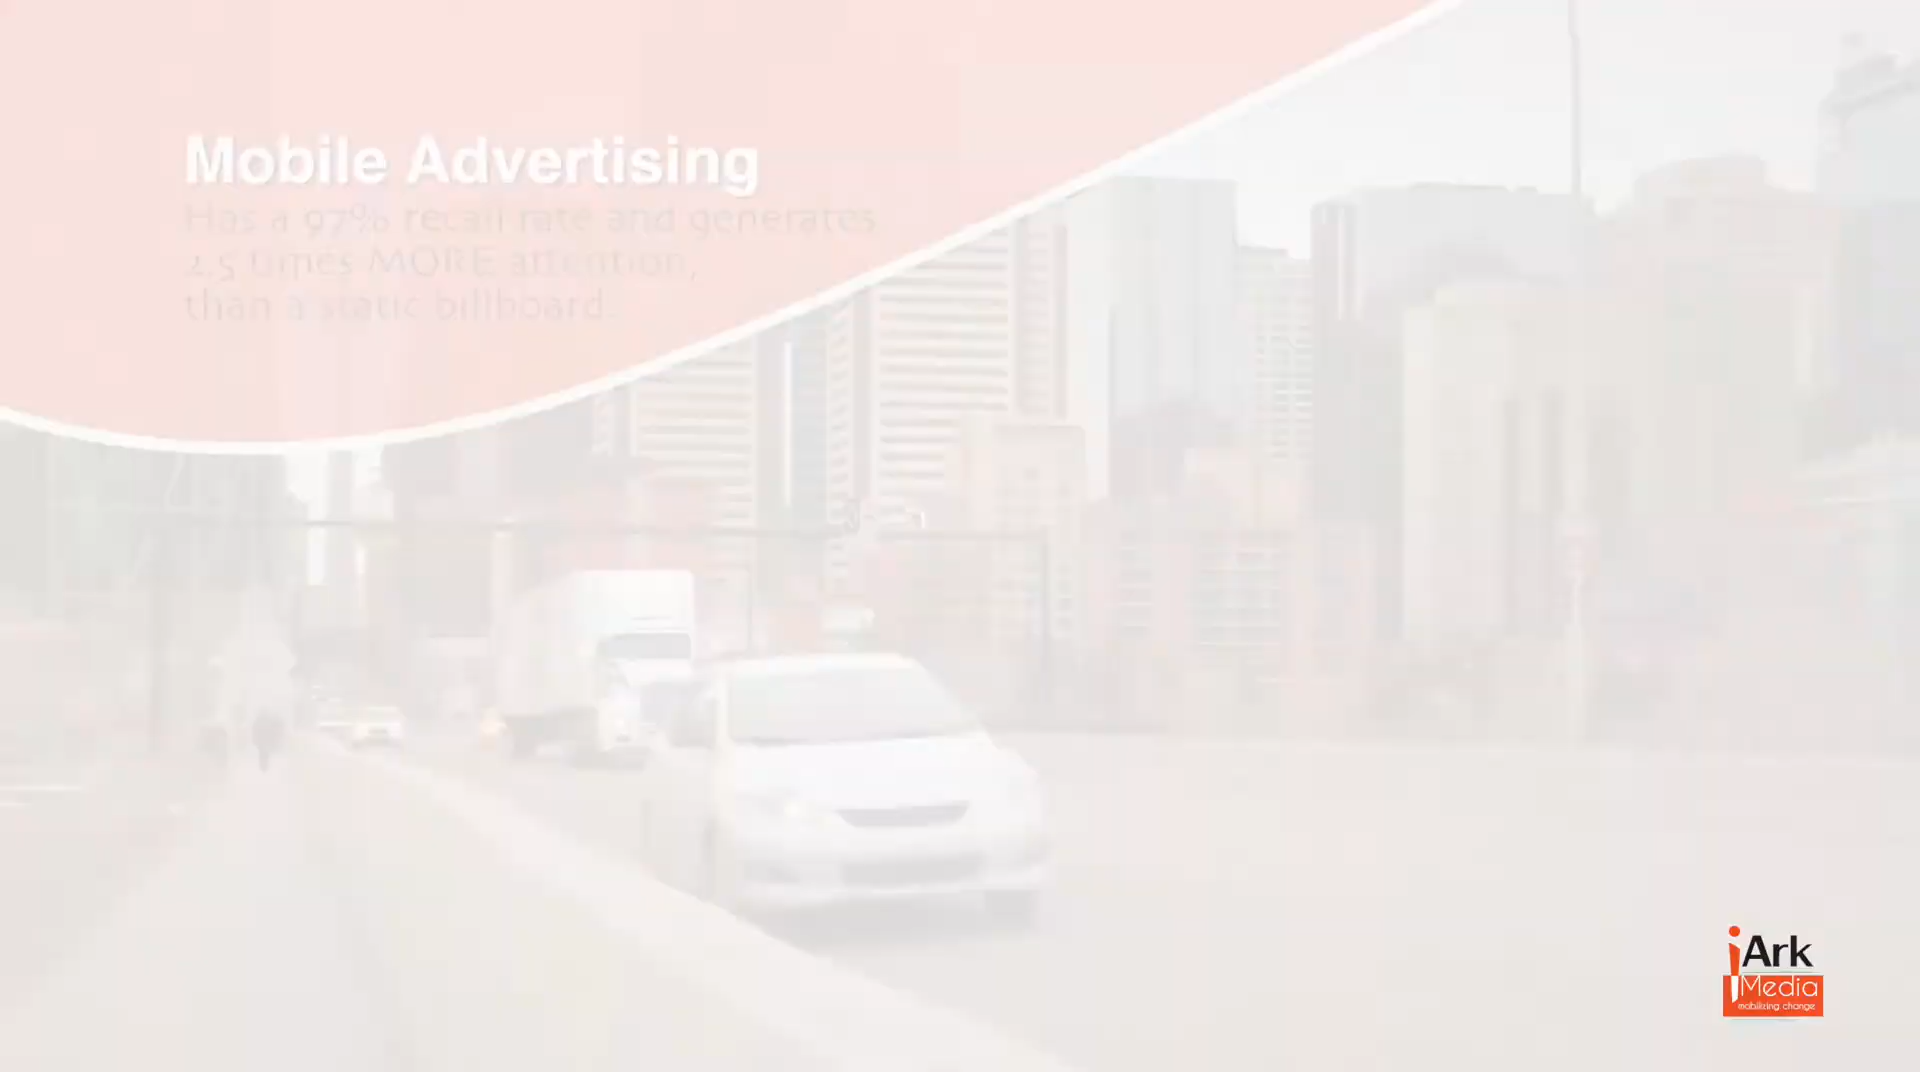 Mobile Advertising
Has a 97% recall rate and generates
2.5 times MORE attention,
than a static billboard
iArk
Media
mobilizing change